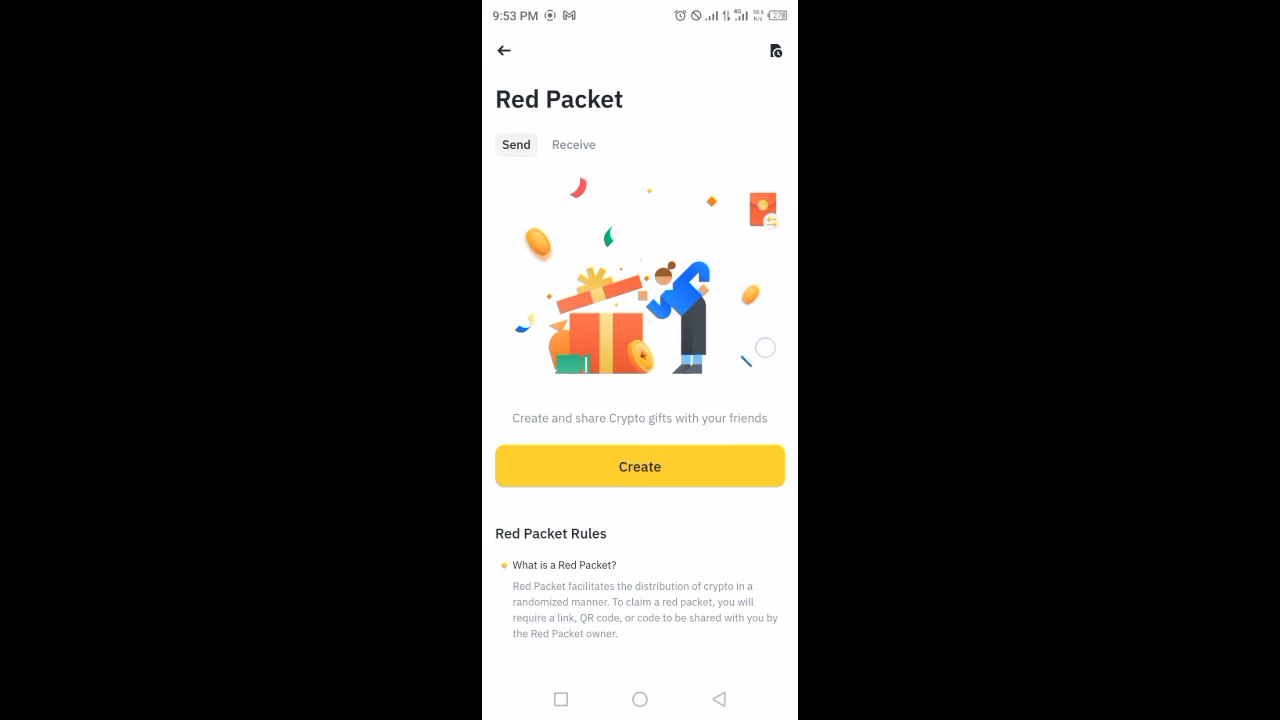 9:53 PM
4G
Red Packet
Send Receive
Create and share Crypto gifts with your friends
Create
Red Packet Rules
What is a Red Packet?
Red Packet facilitates the distribution of crypto in a
randomized manner. To claim a red packet, you will
require a link, QR code, or code to be shared with you by
the Red Packet owner.